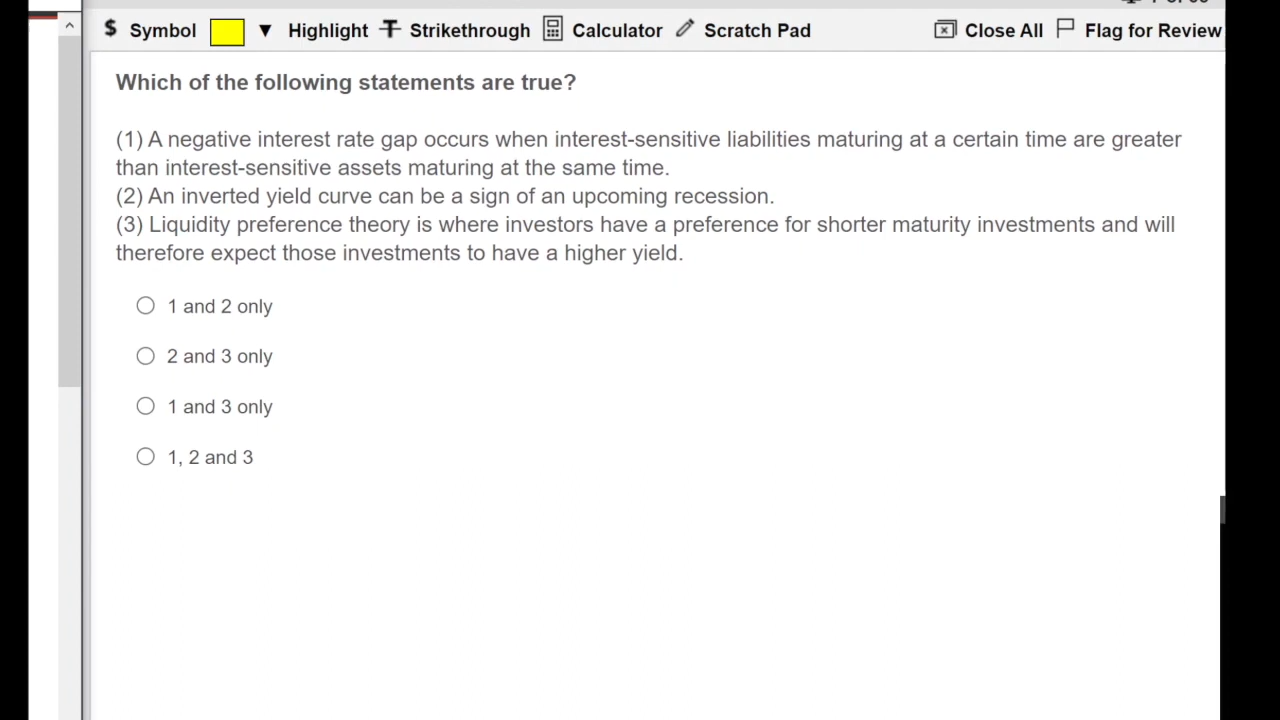 $ Symbol ▼ Highlight Strikethrough Calculator Scratch Pad Close All Flag for Review
Which of the following statements are true?
(1) A negative interest rate gap occurs when interest-sensitive liabilities maturing at a certain time are greater
than interest-sensitive assets maturing at the same time.
(2) An inverted yield curve can be a sign of an upcoming recession.
(3) Liquidity preference theory is where investors have a preference for shorter maturity investments and will
therefore expect those investments to have a higher yield.
1 and 2 only
2 and 3 only
1 and 3 only
1, 2 and 3